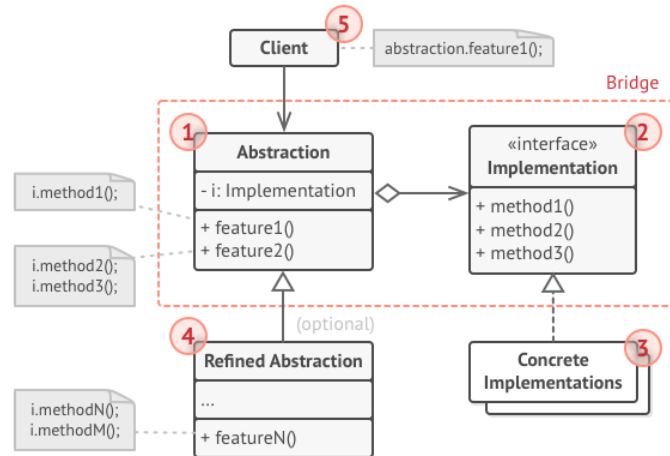 5
Client
abstraction.feature1();
Bridge
1
Abstraction
- i: Implementation
+ feature1()
+ feature2()
2
«interface»
Implementation
+ method1()
+ method2()
+ method3()
i.method1();
i.method2();
i.method3();
(optional)
4
Refined Abstraction
...
+ featureN()
3
Concrete
Implementations
i.methodN();
i.methodM();